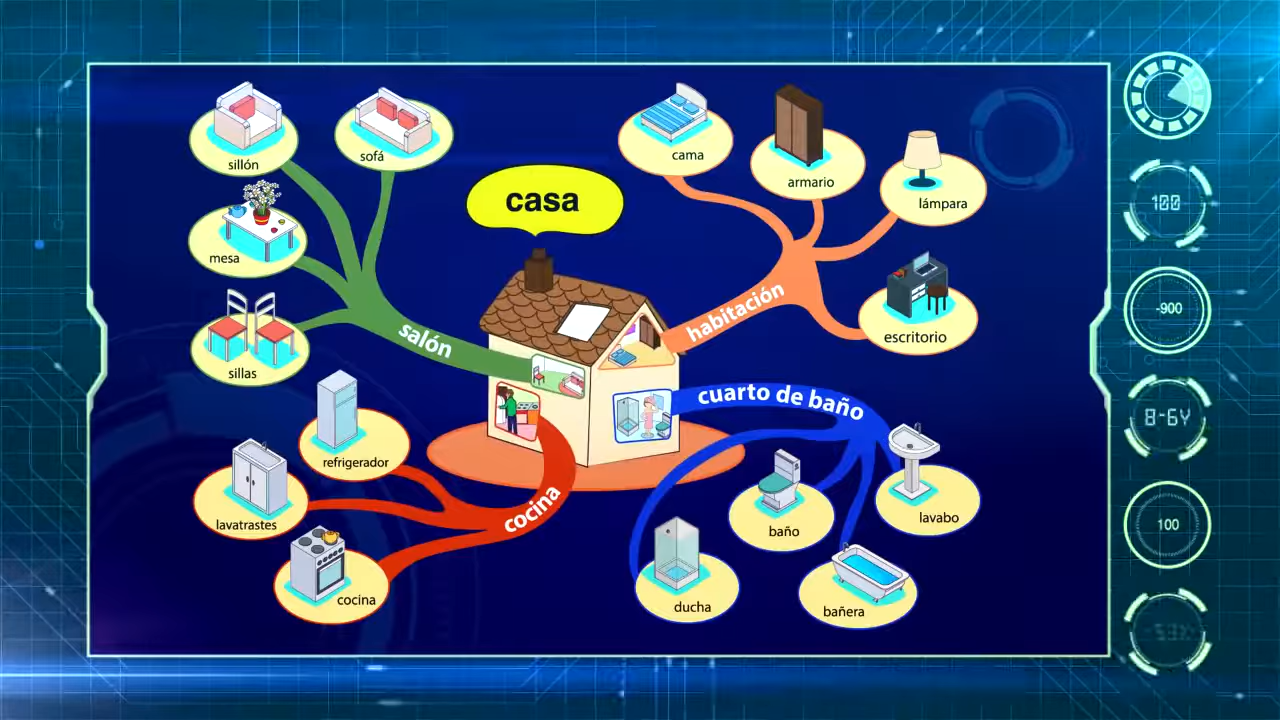 casa
salón
sillón
sofá
mesa
sillas
habitación
cama
armario
lámpara
escritorio
cocina
refrigerador
lavatrastes
cocina
cuarto de baño
ducha
baño
bañera
lavabo
100
-900
8-6Y
100